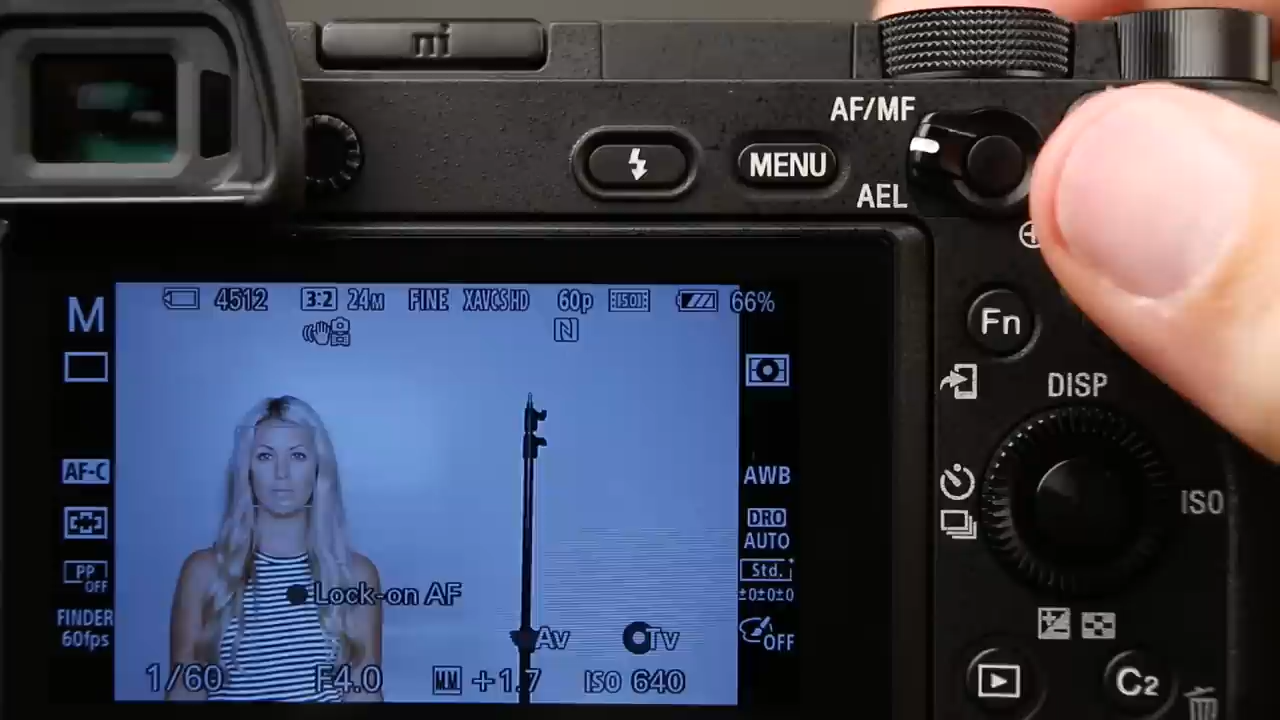 AF/MF
MENU
AEL
M
4512 3:2 24M FINE XAVC S HD 60p 66%
N
Fn
DISP
AF-C
AWB
DRO
AUTO
ISO
PP
OFF
Std.
±0±0±0
FINDER
60fps
Lock-on AF
OFF
Av Tv
1/60 F4.0 M.M. +1.7 ISO 640
C2